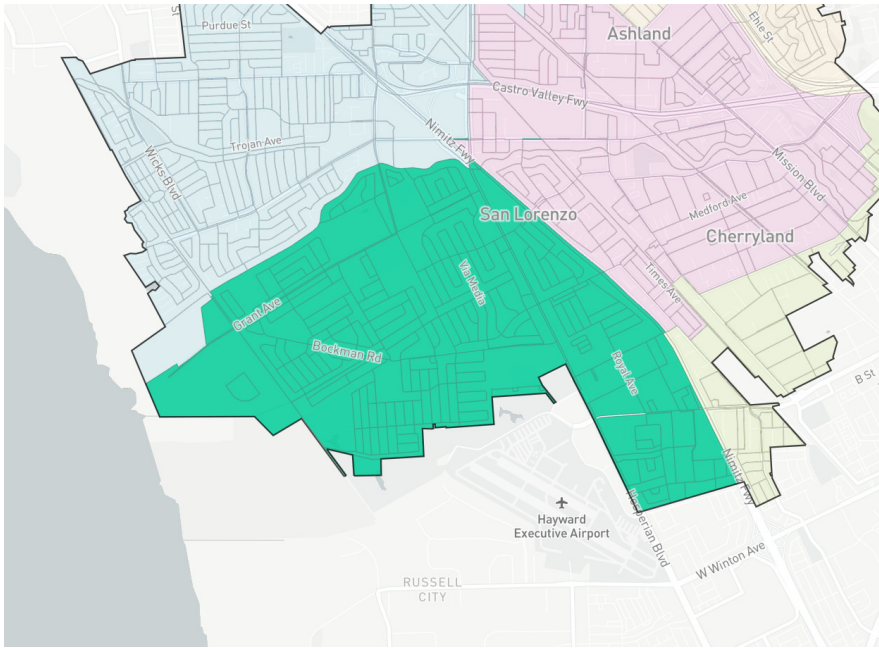 St
Purdue St
Ashland
Ehle St
Castro Valley Fwy
Nimitz Fwy
Trojan Ave
Wicks Blvd
Mission Blvd
Medford Ave
San Lorenzo
Cherryland
Via Media
Times Ave
Grant Ave
Bockman Rd
Royal Ave
B St
Nimitz Fwy
Hesperian Blvd
Hayward
Executive Airport
W Winton Ave
RUSSELL
CITY